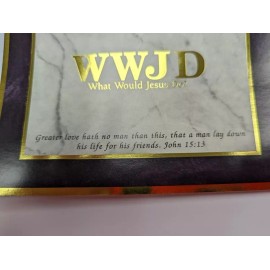 WWJD
What Would Jesus Do?
Greater love hath no man than this, that a man lay down
his life for his friends. John 15:13